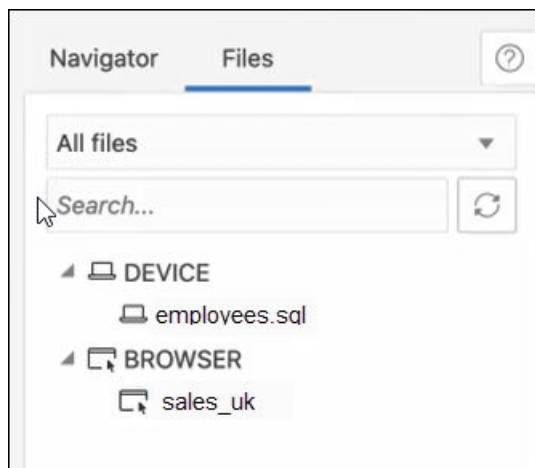 Navigator Files
All files
Search...
DEVICE
employees.sql
BROWSER
sales_uk